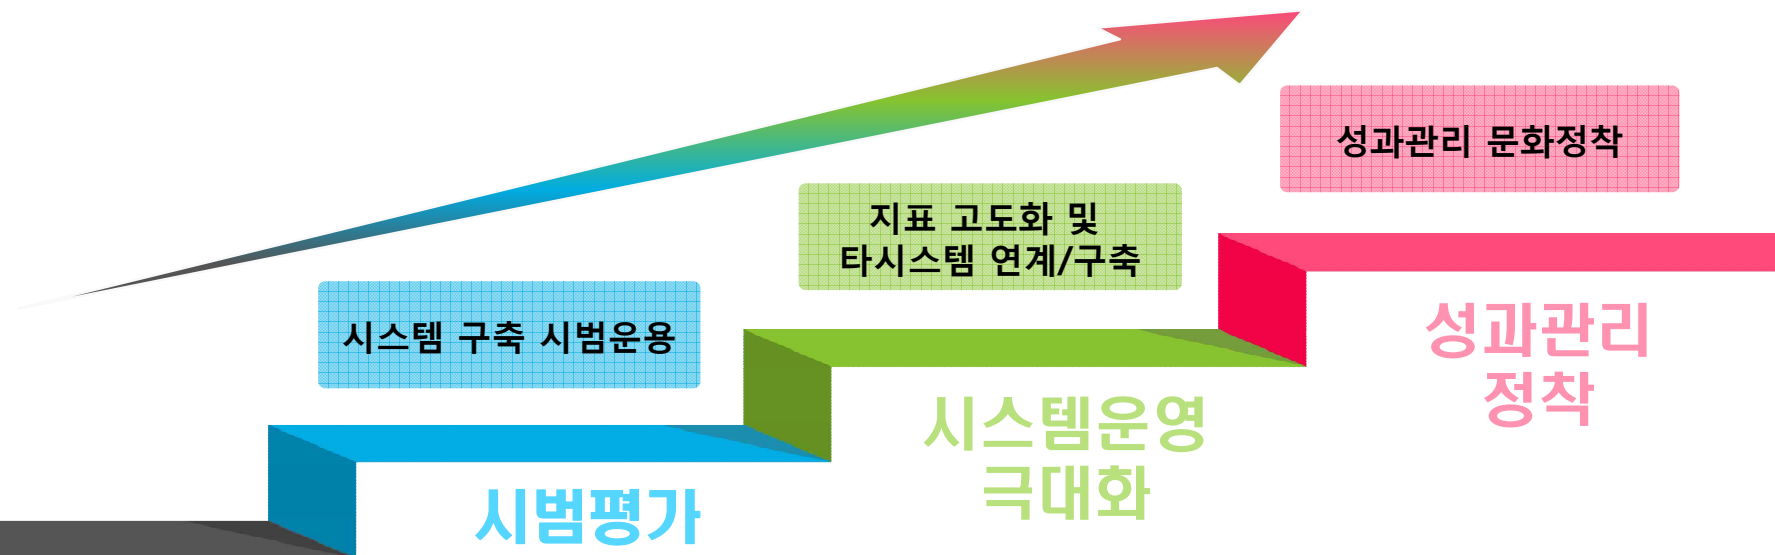 성과관리 문화정착
지표 고도화 및
타시스템 연계/구축
시스템 구축 시범운용
성과관리
정착
시스템운영
극대화
시범평가